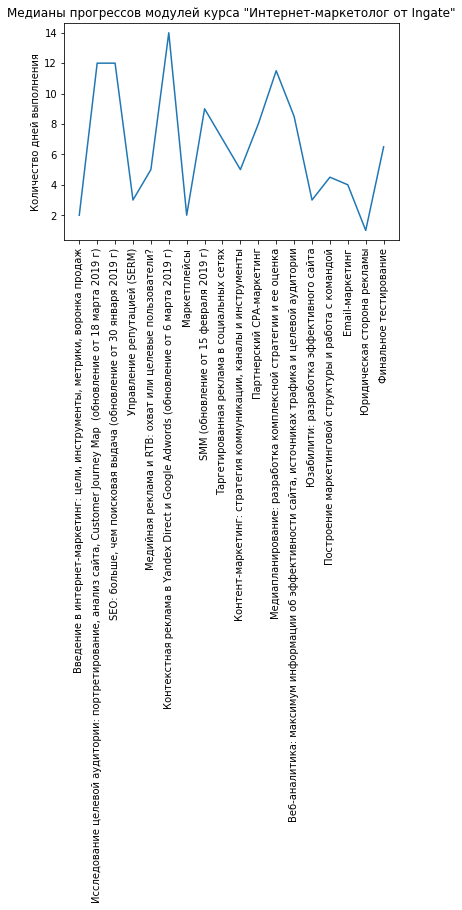 Медианы прогрессов модулей курса "Интернет-маркетолог от Ingate"
Количество дней выполнения
14
12
10
8
6
4
2
Введение в интернет-маркетинг: цели, инструменты, метрики, воронка продаж
Исследование целевой аудитории: портретирование, анализ сайта, Customer Journey Map  (обновление от 18 марта 2019 г)
SEO: больше, чем поисковая выдача (обновление от 30 января 2019 г)
Управление репутацией (SERM)
Медийная реклама и RTB: охват или целевые пользователи?
Контекстная реклама в Yandex Direct и Google Adwords (обновление от 6 марта 2019 г)
Маркетплейсы
SMM (обновление от 15 февраля 2019 г)
Таргетированная реклама в социальных сетях
Контент-маркетинг: стратегия коммуникации, каналы и инструменты
Партнерский CPA-маркетинг
Медиапланирование: разработка комплексной стратегии и ее оценка
Веб-аналитика: максимум информации об эффективности сайта, источниках трафика и целевой аудитории
Юзабилити: разработка эффективного сайта
Построение маркетинговой структуры и работа с командой
Email-маркетинг
Юридическая сторона рекламы
Финальное тестирование